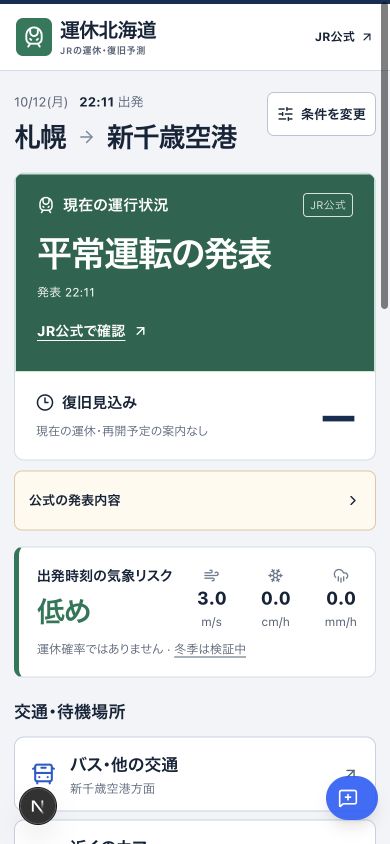 運休北海道
JRの運休・復旧予測
JR公式
10/12(月) 22:11 出発
札幌 → 新千歳空港
条件を変更
現在の運行状況
JR公式
平常運転の発表
発表 22:11
JR公式で確認
復旧見込み
現在の運休・再開予定の案内なし
—
公式の発表内容
出発時刻の気象リスク
低め
3.0 0.0 0.0
m/s cm/h mm/h
運休確率ではありません · 冬季は検証中
交通・待機場所
バス・他の交通
新千歳空港方面
N